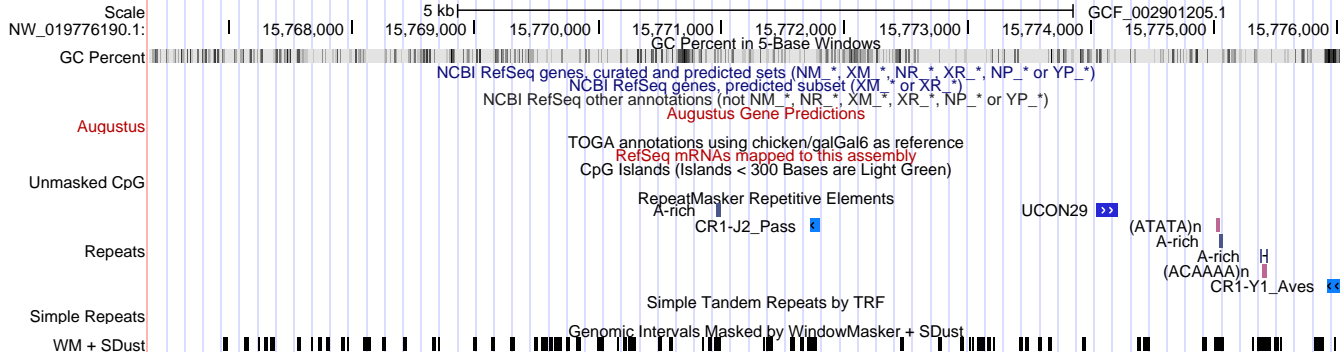 Scale 5 kb GCF_002901205.1
NW_019776190.1: 15,768,000 15,769,000 15,770,000 15,771,000 15,772,000 15,773,000 15,774,000 15,775,000 15,776,000
GC Percent in 5-Base Windows
GC Percent
NCBI RefSeq genes, curated and predicted sets (NM_*, XM_*, NR_*, XR_*, NP_* or YP_*)
NCBI RefSeq genes, predicted subset (XM_* or XR_*)
NCBI RefSeq other annotations (not NM_*, NR_*, XM_*, XR_*, NP_* or YP_*)
Augustus Gene Predictions
Augustus
TOGA annotations using chicken/galGal6 as reference
RefSeq mRNAs mapped to this assembly
CpG Islands (Islands < 300 Bases are Light Green)
Unmasked CpG
RepeatMasker Repetitive Elements
A-rich UCON29
CR1-J2_Pass (ATATA)n
A-rich
Repeats
A-rich
(ACAAAA)n
CR1-Y1_Aves
Simple Tandem Repeats by TRF
Simple Repeats
Genomic Intervals Masked by WindowMasker + SDust
WM + SDust